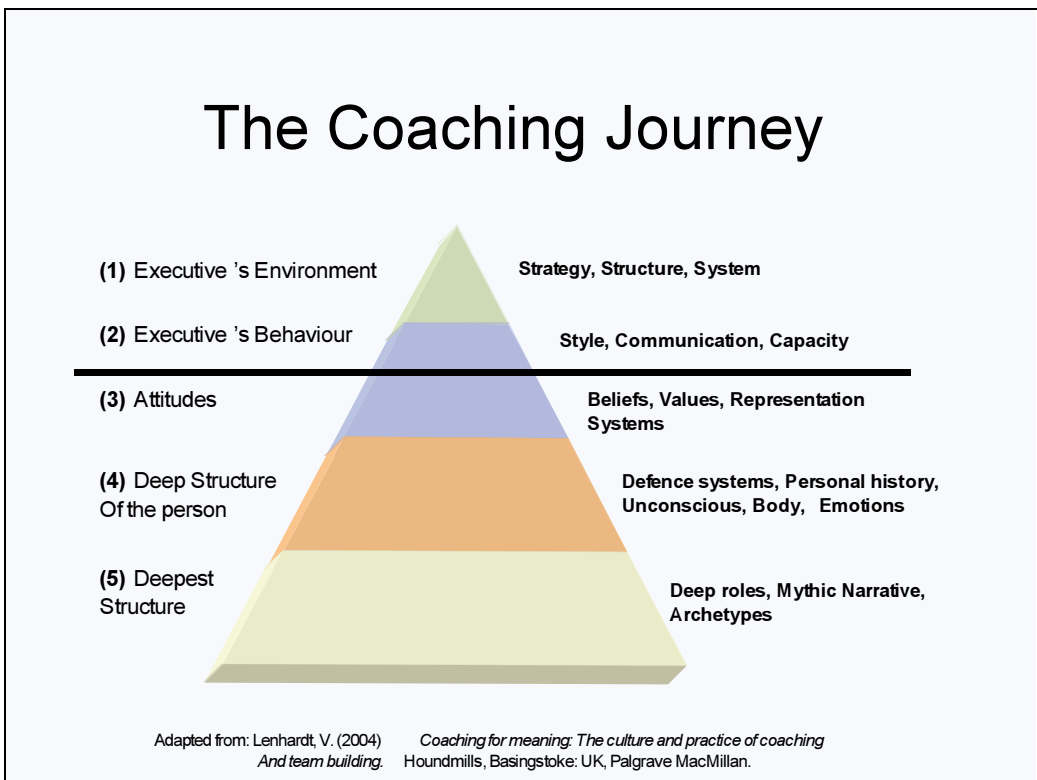 The Coaching Journey
(1) Executive 's Environment
Strategy, Structure, System
(2) Executive 's Behaviour
Style, Communication, Capacity
(3) Attitudes
Beliefs, Values, Representation
Systems
(4) Deep Structure
Of the person
Defence systems, Personal history,
Unconscious, Body, Emotions
(5) Deepest
Structure
Deep roles, Mythic Narrative,
Archetypes
Adapted from: Lenhardt, V. (2004) Coaching for meaning: The culture and practice of coaching
And team building. Houndmills, Basingstoke: UK, Palgrave MacMillan.